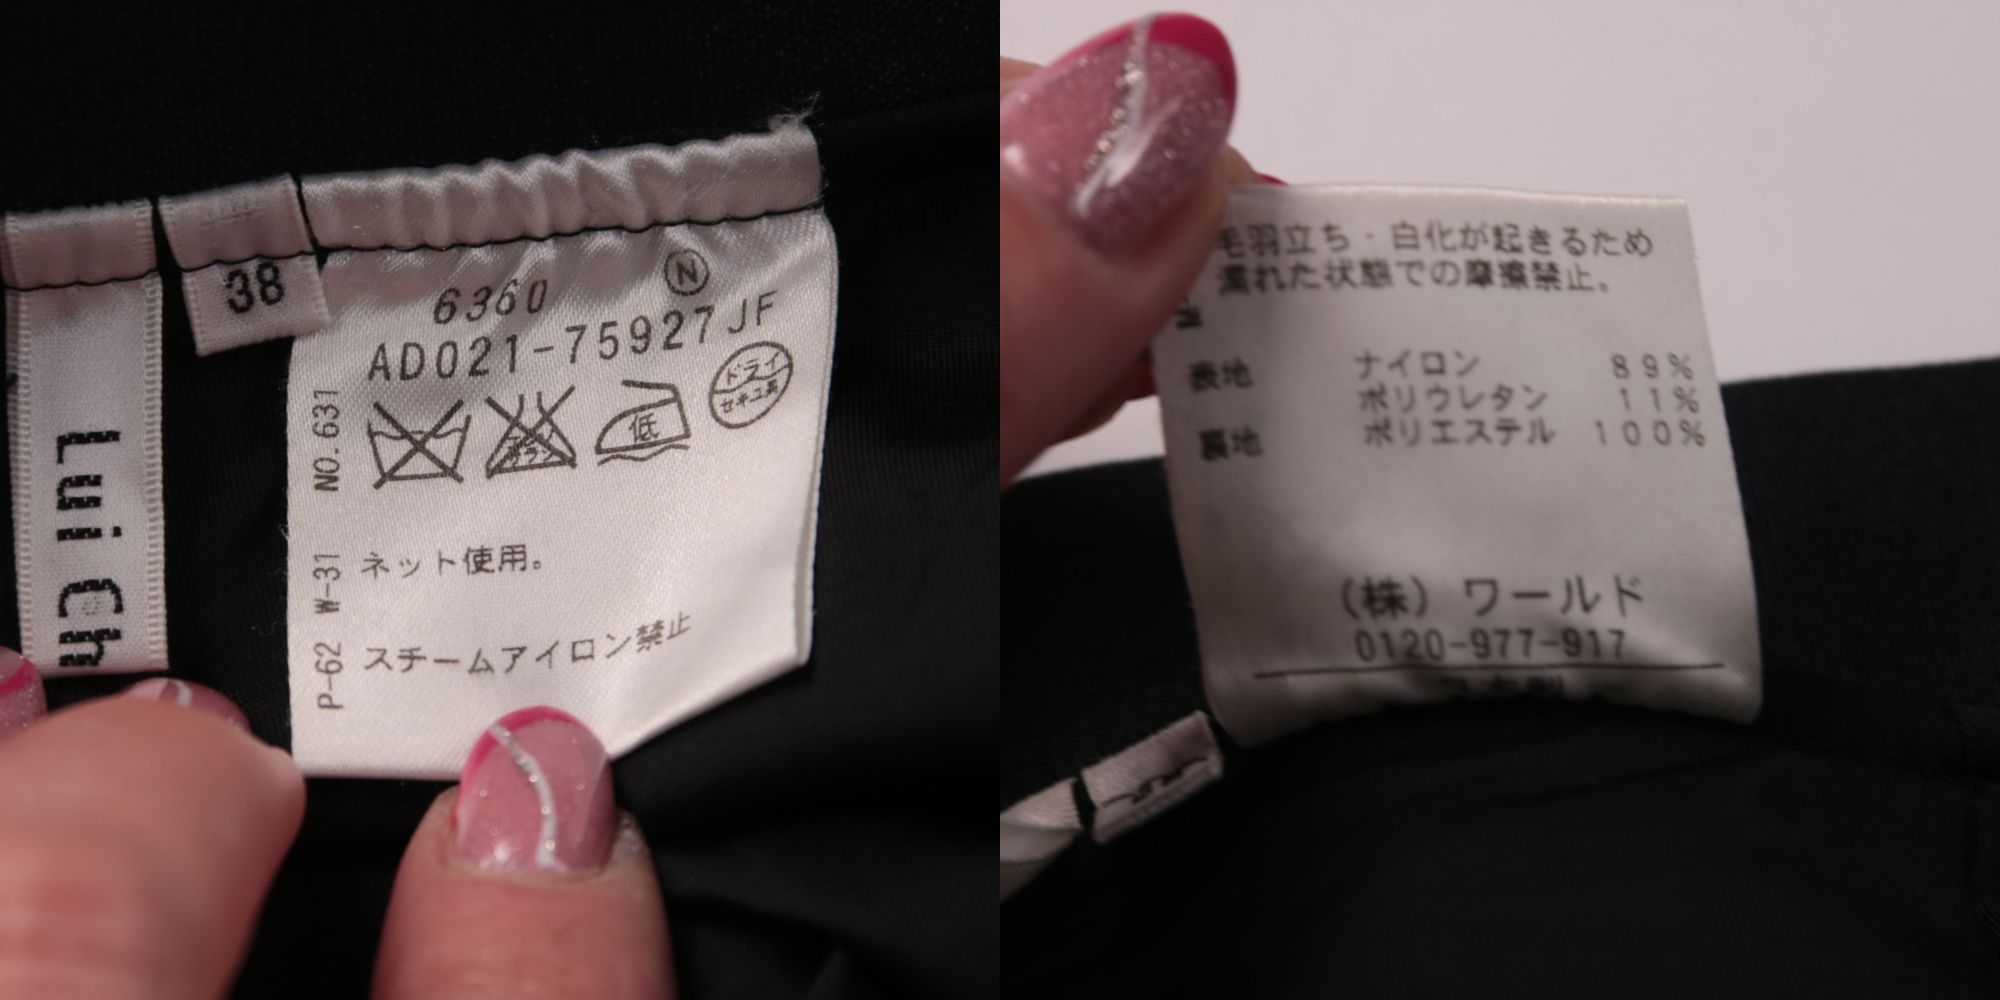 Lui Ch
38
6360
N
AD021-75927JF
ドライ
セキユ系
低
NO.631
W-31
P-62
ネット使用。
スチームアイロン禁止
毛羽立ち・白化が起きるため
濡れた状態での摩擦禁止。
M
表地 ナイロン 89%
ポリウレタン 11%
裏地 ポリエステル 100%
(株)ワールド
0120-977-917